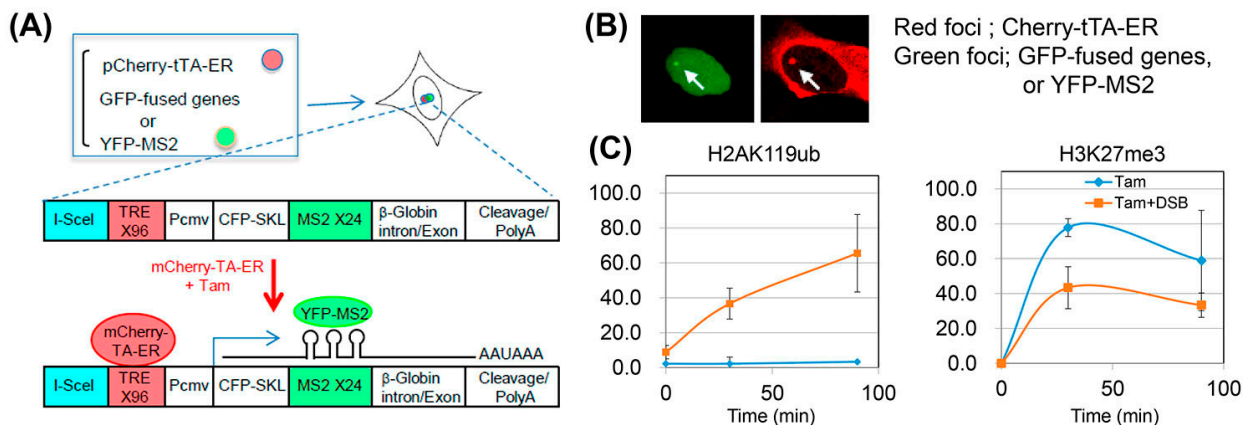 (A)
pCherry-tTA-ER
GFP-fused genes
or
YFP-MS2
I-SceI
TRE
X96
Pcmv
CFP-SKL
MS2 X24
β-Globin
intron/Exon
Cleavage/
PolyA
mCherry-TA-ER
+ Tam
YFP-MS2
mCherry-
TA-ER
AAUAAA
I-SceI
TRE
X96
Pcmv
CFP-SKL
MS2 X24
β-Globin
intron/Exon
Cleavage/
PolyA
(B)
Red foci ; Cherry-tTA-ER
Green foci; GFP-fused genes,
or YFP-MS2
(C)
H2AK119ub
100.0
80.0
60.0
40.0
20.0
0.0
0
50
100
Time (min)
H3K27me3
Tam
Tam+DSB
100.0
80.0
60.0
40.0
20.0
0.0
0
50
100
Time (min)